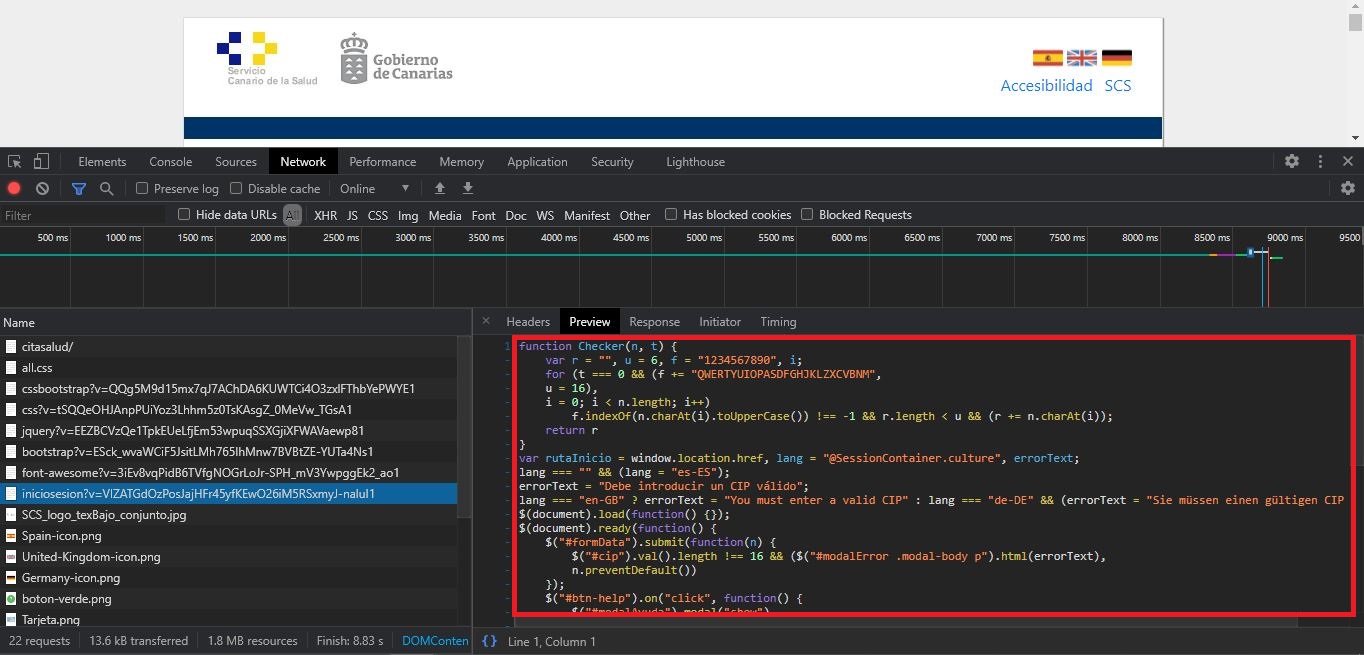 Servicio
Canario de la Salud
Gobierno
de Canarias
Accesibilidad SCS
Elements Console Sources Network Performance Memory Application Security Lighthouse
Preserve log Disable cache Online
Filter Hide data URLs All XHR JS CSS Img Media Font Doc WS Manifest Other Has blocked cookies Blocked Requests
500 ms 1000 ms 1500 ms 2000 ms 2500 ms 3000 ms 3500 ms 4000 ms 4500 ms 5000 ms 5500 ms 6000 ms 6500 ms 7000 ms 7500 ms 8000 ms 8500 ms 9000 ms 9500
Name
citasalud/
all.css
cssbootstrap?v=QQg5M9d15mx7qJ7AChDA6KUWTCi4O3zxlFThbYePWYE1
css?v=tSQQeOHJAnpPUiYoz3Lhhm5z0TsKAsgZ_0MeVw_TGsA1
jquery?v=EEZBCVzQe1TpkEUeLfjEm53wpuqSSXGjiXFWAVaewp81
bootstrap?v=ESck_wvaWCiF5JsitLMh765IhMnw7BVBtZE-YUTa4Ns1
font-awesome?v=3iEv8vqPidB6TVfgNOGrLoJr-SPH_mV3YwpggEk2_ao1
iniciosesion?v=VIZATGdOzPosJajHFr45yfKEwO26iM5RSxmyJ-naluI1
SCS_logo_texBajo_conjunto.jpg
Spain-icon.png
United-Kingdom-icon.png
Germany-icon.png
boton-verde.png
Tarjeta.png
22 requests 13.6 kB transferred 1.8 MB resources Finish: 8.83 s DOMConten
Headers Preview Response Initiator Timing
1 function Checker(n, t) {
- var r = "", u = 6, f = "1234567890", i;
- for (t === 0 && (f += "QWERTYUIOPASDFGHJKLZXCVBNM",
- u = 16),
- i = 0; i < n.length; i++)
- f.indexOf(n.charAt(i).toUpperCase()) !== -1 && r.length < u && (r += n.charAt(i));
- return r
- }
- var rutaInicio = window.location.href, lang = "@SessionContainer.culture", errorText;
- lang === "" && (lang = "es-ES");
- errorText = "Debe introducir un CIP válido";
- lang === "en-GB" ? errorText = "You must enter a valid CIP" : lang === "de-DE" && (errorText = "Sie müssen einen gültigen CIP
- $(document).load(function() {});
- $(document).ready(function() {
- $("#formData").submit(function(n) {
- $("#cip").val().length !== 16 && ($("#modalError .modal-body p").html(errorText),
- n.preventDefault())
- });
- $("#btn-help").on("click", function() {
- $("#modalAyuda").modal("show")
{} Line 1, Column 1